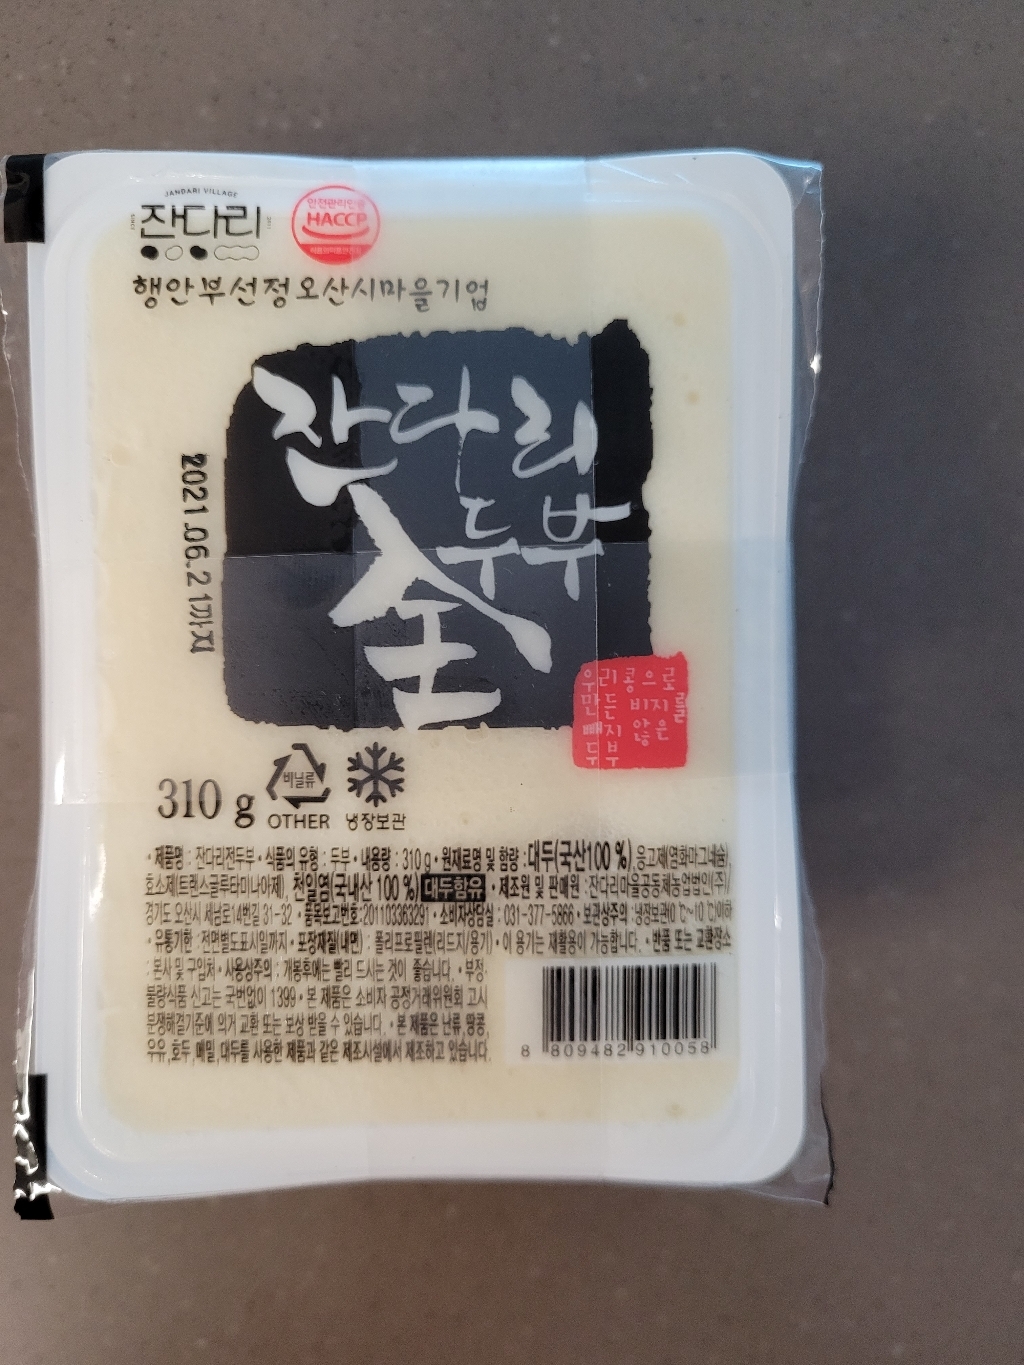 JANDARI VILLAGE
잔다리
안전관리인증
HACCP
행안부선정오산시마을기업
잔다리
두부
전
2021.06.21까지
우리콩으로
만든 비지를
빼지 않은
두부
310 g
비닐류
OTHER
냉장보관
• 제품명 : 잔다리전두부 • 식품의 유형 : 두부 • 내용량 : 310 g • 원재료명 및 함량 : 대두(국산100 %), 응고제(염화마그네슘),
효소제(트랜스글루타미나아제), 천일염(국내산 100 %) 대두함유 • 제조원 및 판매원 : 잔다리마을공동체농업법인(주)/
경기도 오산시 세남로14번길 31-32 • 품목보고번호:201103363291 • 소비자상담실 : 031-377-5866 • 보관상주의 : 냉장보관(0℃~10℃)이하
• 유통기한 : 전면별도표시일까지 • 포장재질(내면) : 폴리프로필렌(리드지/용기) • 이 용기는 재활용이 가능합니다. • 반품 또는 교환장소
: 본사 및 구입처 • 사용상주의 : 개봉후에는 빨리 드시는 것이 좋습니다. • 부정·
불량식품 신고는 국번없이 1399 • 본 제품은 소비자 공정거래위원회 고시
분쟁해결기준에 의거 교환 또는 보상 받을 수 있습니다. • 본 제품은 난류, 땅콩,
우유, 호두, 메밀, 대두를 사용한 제품과 같은 제조시설에서 제조하고 있습니다.
8 809482 910058